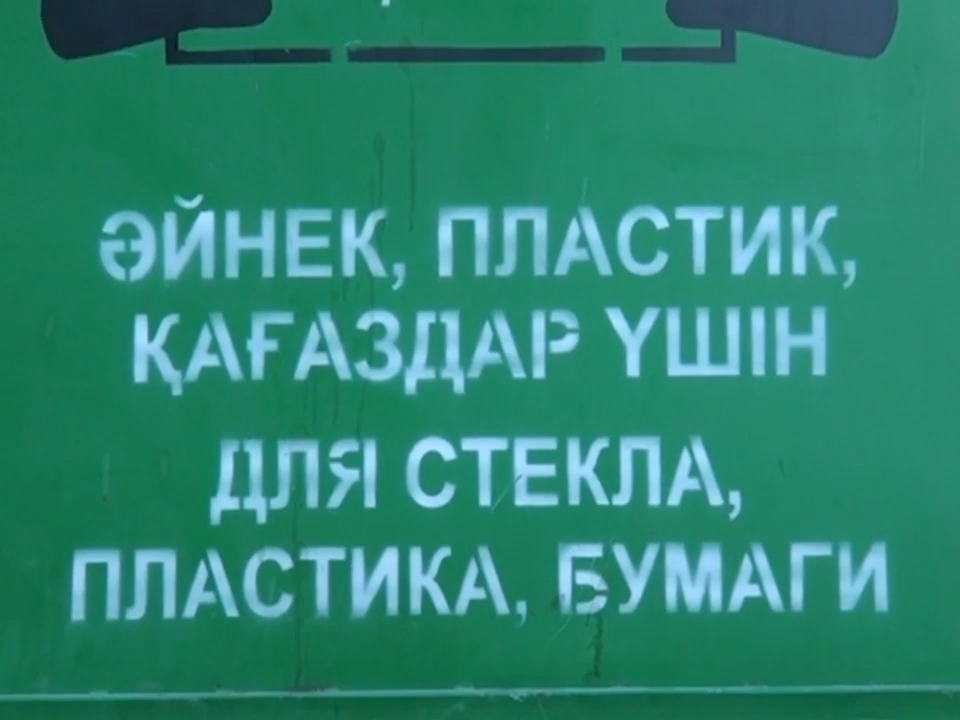 ӘЙНЕК, ПЛАСТИК,
ҚАҒАЗДАР ҮШІН
ДЛЯ СТЕКЛА,
ПЛАСТИКА, БУМАГИ